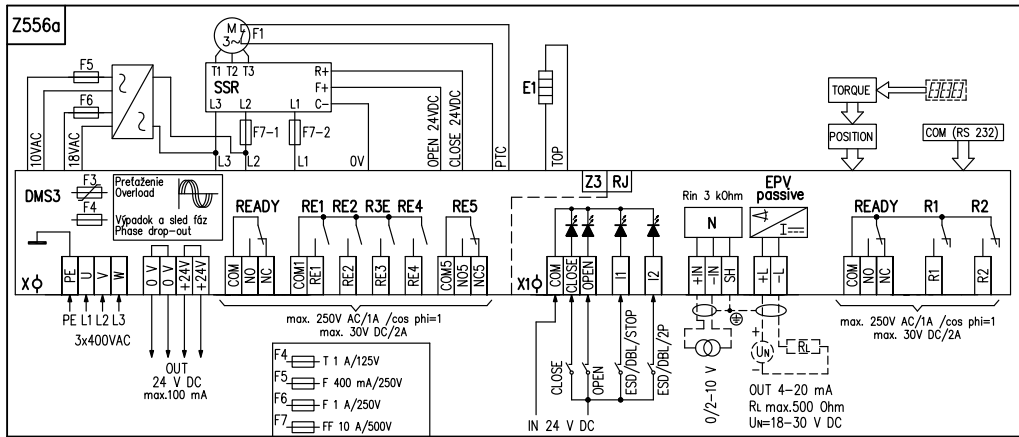 Z556a
M
3~
F1
T1 T2 T3
SSR
R+
F+
C-
L3 L2 L1
F5
F6
F7-1
F7-2
10VAC
18VAC
L3 L2 L1
0V
OPEN 24VDC
CLOSE 24VDC
PTC
E1
TOP
TORQUE
POSITION
COM (RS 232)
DMS3
F3
F4
Preťaženie
Overload
Výpadok a sled fáz
Phase drop-out
READY
RE1 RE2 R3E RE4
RE5
Z3 RJ
Rin 3 kOhm
N
EPV
passive
READY
R1
R2
X
PE
U
V
W
0 V
0 V
+24V
+24V
COM
NO
NC
COM1
RE1
RE2
RE3
RE4
COM5
NO5
NC5
X1
COM
CLOSE
OPEN
I1
I2
+IN
-IN
SH
+L
-L
COM
NO
NC
R1
R2
PE L1 L2 L3
3x400VAC
OUT
24 V DC
max.100 mA
max. 250V AC/1A /cos phi=1
max. 30V DC/2A
F4 T 1 A/125V
F5 F 400 mA/250V
F6 F 1 A/250V
F7 FF 10 A/500V
CLOSE
OPEN
ESD/DBL/STOP
ESD/DBL/2P
IN 24 V DC
0/2-10 V
+
UN
-
RL
OUT 4-20 mA
RL max.500 Ohm
UN=18-30 V DC
max. 250V AC/1A /cos phi=1
max. 30V DC/2A